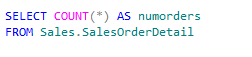 SELECT COUNT(*) AS numorders
FROM Sales.SalesOrderDetail